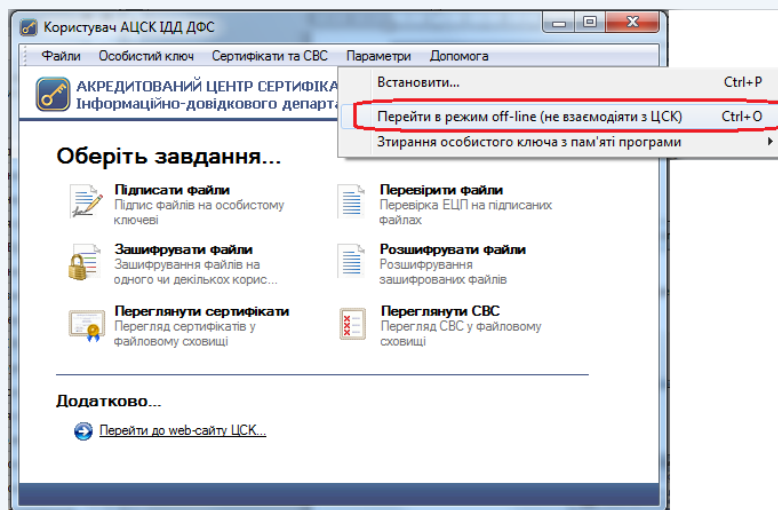 Користувач АЦСК ІДД ДФС
Файли Особистий ключ Сертифікати та СВС Параметри Допомога
АКРЕДИТОВАНИЙ ЦЕНТР СЕРТИФІКА
Інформаційно-довідкового департа
Встановити... Ctrl+P
Перейти в режим off-line (не взаємодіяти з ЦСК) Ctrl+O
Зтирання особистого ключа з пам'яті програми
Оберіть завдання...
Підписати файли
Підпис файлів на особистому
ключеві
Перевірити файли
Перевірка ЕЦП на підписаних
файлах
Зашифрувати файли
Зашифрування файлів на
одного чи декількох корис...
Розшифрувати файли
Розшифрування
зашифрованих файлів
Переглянути сертифікати
Перегляд сертифікатів у
файловому сховищі
Переглянути СВС
Перегляд СВС у файловому
сховищі
Додатково...
Перейти до web-сайту ЦСК...